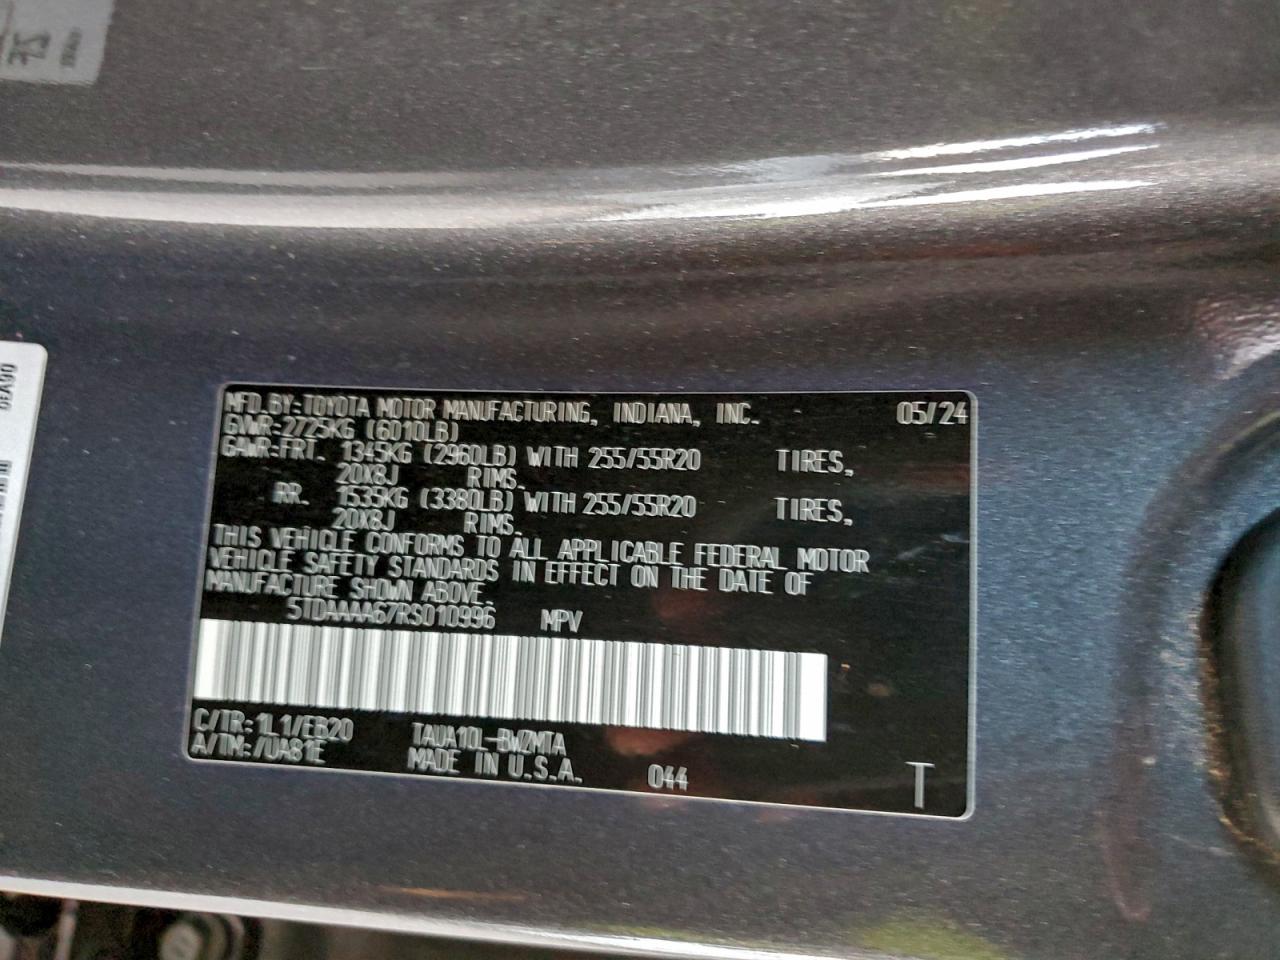 MFD.BY:TOYOTA MOTOR MANUFACTURING, INDIANA, INC. 05/24
GVWR:2725KG (6010LB)
GAWR:FRT. 1345KG (2960LB) WITH 255/55R20 TIRES,
20X8J RIMS.
RR. 1535KG (3380LB) WITH 255/55R20 TIRES,
20X8J RIMS.
THIS VEHICLE CONFORMS TO ALL APPLICABLE FEDERAL MOTOR
VEHICLE SAFETY STANDARDS IN EFFECT ON THE DATE OF
MANUFACTURE SHOWN ABOVE.
5TDAAAA67RS010996 MPV
C/TR:1L1/EB20 TAUA10L-BW2MTA
A/TM:/UA81E MADE IN U.S.A. 044 T